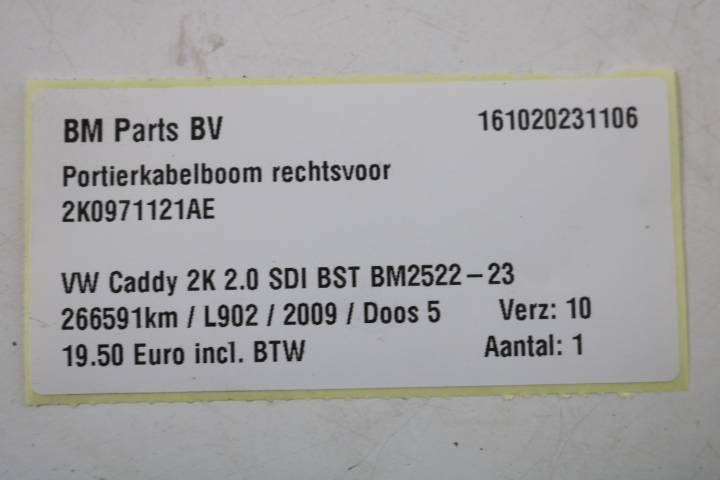 BM Parts BV 161020231106
Portierkabelboom rechtsvoor
2K0971121AE
VW Caddy 2K 2.0 SDI BST BM2522-23
266591km / L902 / 2009 / Doos 5 Verz: 10
19.50 Euro incl. BTW Aantal: 1